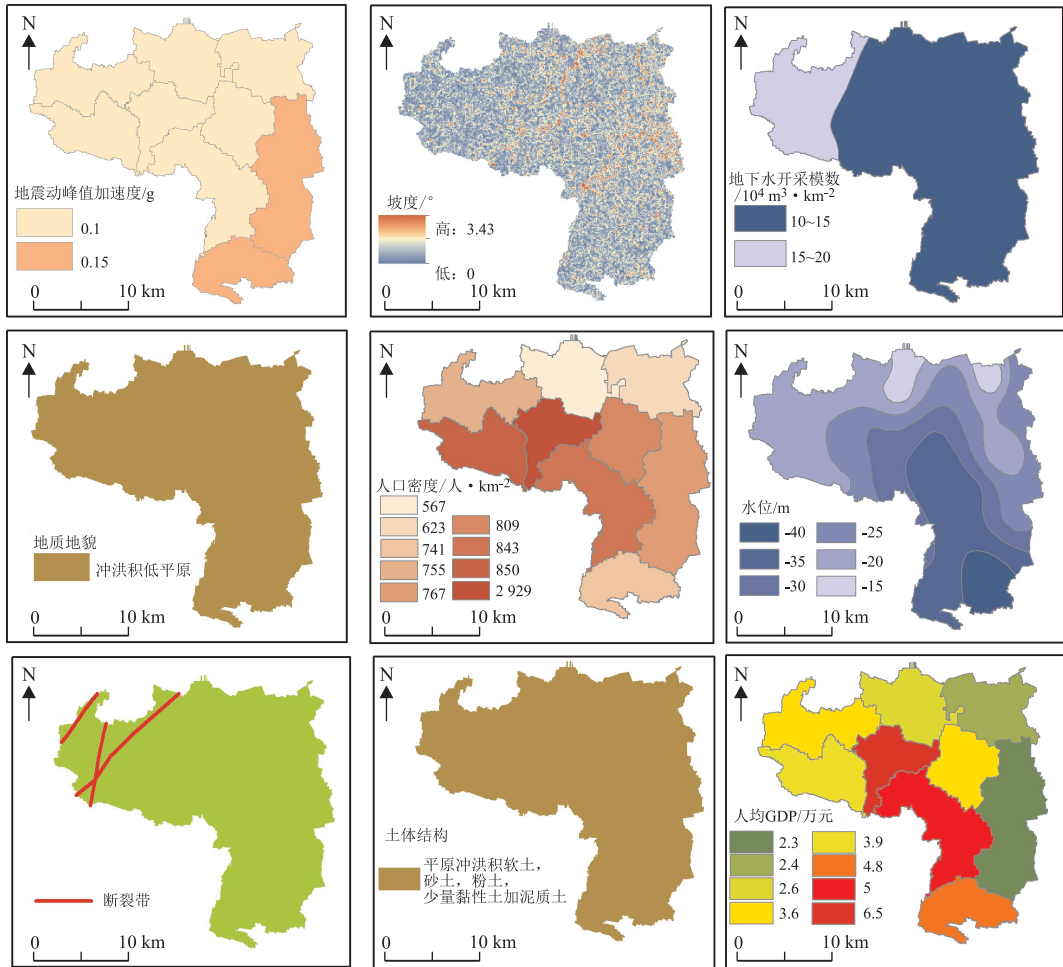 N
地震动峰值加速度/g
0.1
0.15
0 10 km
N
坡度/°
高：3.43
低：0
0 10 km
N
地下水开采模数
/10⁴ m³·km⁻²
10~15
15~20
0 10 km
N
地质地貌
冲洪积低平原
0 10 km
N
人口密度/人·km⁻²
567
623
741
755
767
809
843
850
2 929
0 10 km
N
水位/m
-40
-35
-30
-25
-20
-15
0 10 km
N
断裂带
0 10 km
N
土体结构
平原冲洪积软土，
砂土，粉土，
少量黏性土加泥质土
0 10 km
N
人均GDP/万元
2.3
2.4
2.6
3.6
3.9
4.8
5
6.5
0 10 km